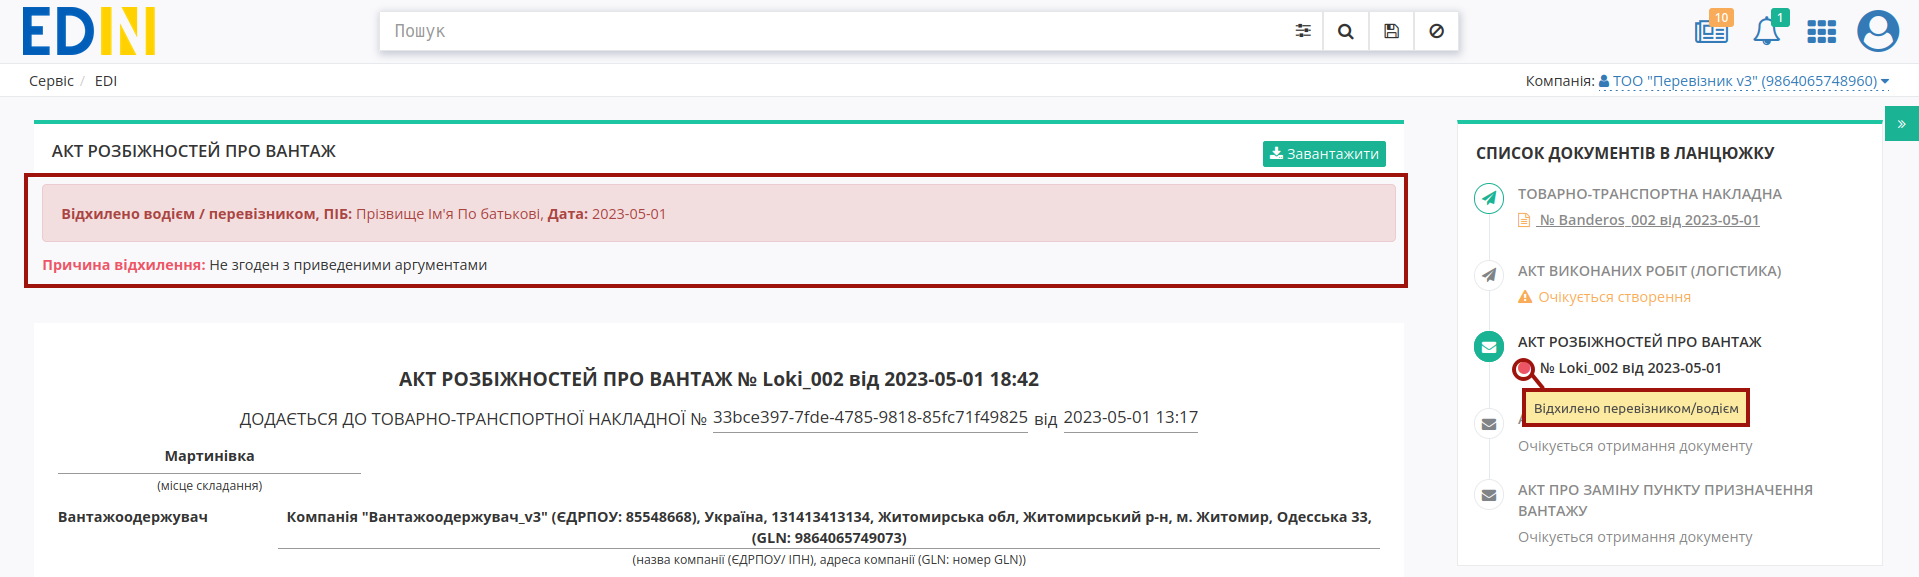 EDIN
Пошук
10
1
Сервіс / EDI
Компанія: ТОО "Перевізник v3" (9864065748960)
»
АКТ РОЗБІЖНОСТЕЙ ПРО ВАНТАЖ
Завантажити
Відхилено водієм / перевізником, ПІБ: Прізвище Ім'я По батькові, Дата: 2023-05-01
Причина відхилення: Не згоден з приведеними аргументами
АКТ РОЗБІЖНОСТЕЙ ПРО ВАНТАЖ № Loki_002 від 2023-05-01 18:42
ДОДАЄТЬСЯ ДО ТОВАРНО-ТРАНСПОРТНОЇ НАКЛАДНОЇ № 33bce397-7fde-4785-9818-85fc71f49825 від 2023-05-01 13:17
Мартинівка
(місце складання)
Вантажоодержувач
Компанія "Вантажоодержувач_v3" (ЄДРПОУ: 85548668), Україна, 131413413134, Житомирська обл, Житомирський р-н, м. Житомир, Одесська 33,
(GLN: 9864065749073)
(назва компанії (ЄДРПОУ/ ІПН), адреса компанії (GLN: номер GLN))
СПИСОК ДОКУМЕНТІВ В ЛАНЦЮЖКУ
ТОВАРНО-ТРАНСПОРТНА НАКЛАДНА
№ Banderos_002 від 2023-05-01
АКТ ВИКОНАНИХ РОБІТ (ЛОГІСТИКА)
Очікується створення
АКТ РОЗБІЖНОСТЕЙ ПРО ВАНТАЖ
№ Loki_002 від 2023-05-01
Відхилено перевізником/водієм
Очікується отримання документу
АКТ ПРО ЗАМІНУ ПУНКТУ ПРИЗНАЧЕННЯ
ВАНТАЖУ
Очікується отримання документу